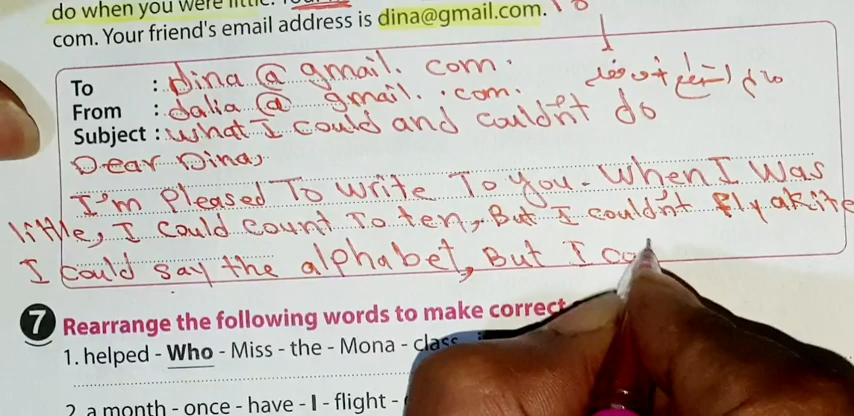 do when you were little.
com. Your friend's email address is dina@gmail.com. 10
To : dina @ gmail. com.
From : dalia @ gmail. .com.
Subject : What I could and couldn't do
Dear Dina,
I'm pleased To write To you. When I was
little, I could count To ten, But I couldn't fly a kite
I could say the alphabet, But I co
7 Rearrange the following words to make correct
1. helped - Who - Miss - the - Mona - class
2. a month - once - have - I - flight -